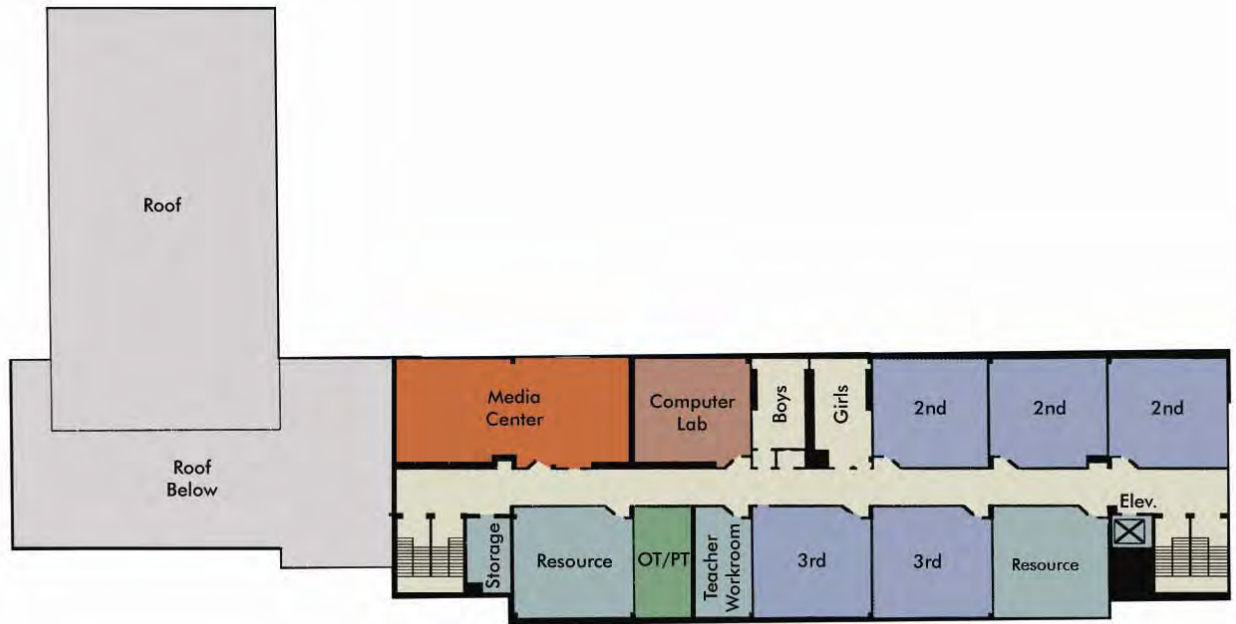 Roof
Roof
Below
Media
Center
Computer
Lab
Boys
Girls
2nd
2nd
2nd
Elev.
Storage
Resource
OT/PT
Teacher
Workroom
3rd
3rd
Resource